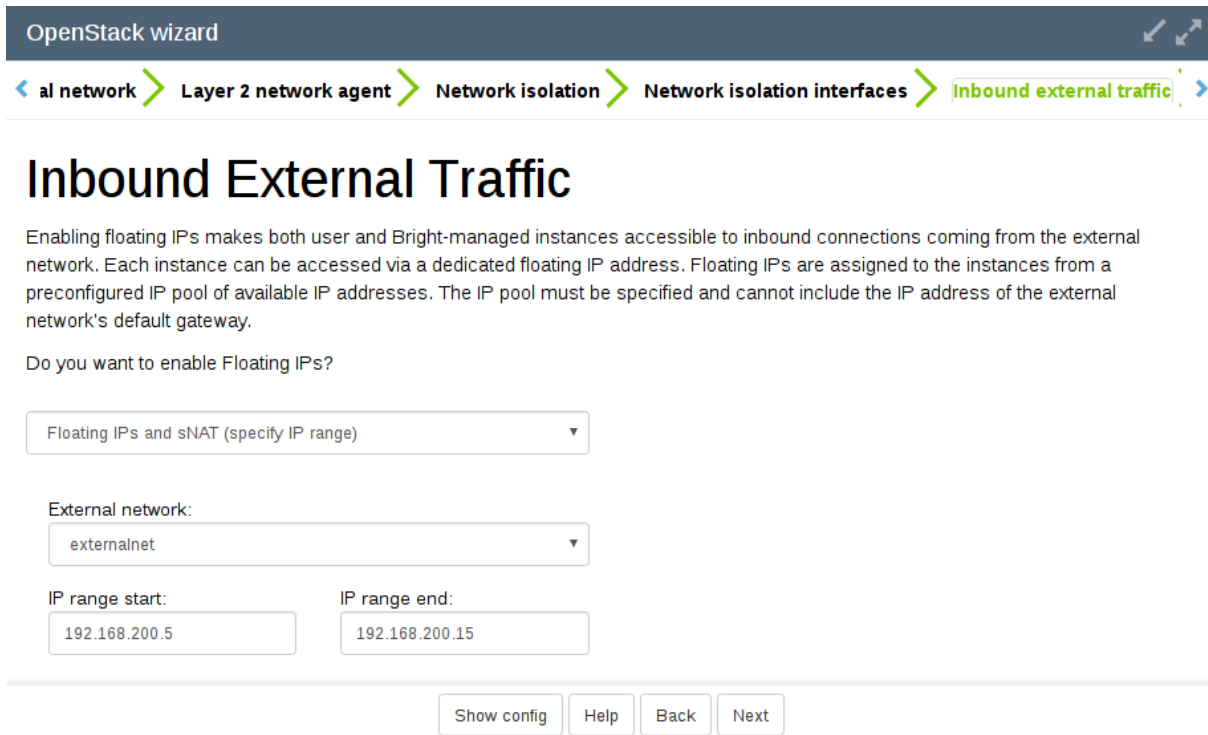 OpenStack wizard
al network Layer 2 network agent Network isolation Network isolation interfaces Inbound external traffic
Inbound External Traffic
Enabling floating IPs makes both user and Bright-managed instances accessible to inbound connections coming from the external
network. Each instance can be accessed via a dedicated floating IP address. Floating IPs are assigned to the instances from a
preconfigured IP pool of available IP addresses. The IP pool must be specified and cannot include the IP address of the external
network's default gateway.
Do you want to enable Floating IPs?
Floating IPs and sNAT (specify IP range)
External network:
externalnet
IP range start: IP range end:
192.168.200.5 192.168.200.15
Show config Help Back Next